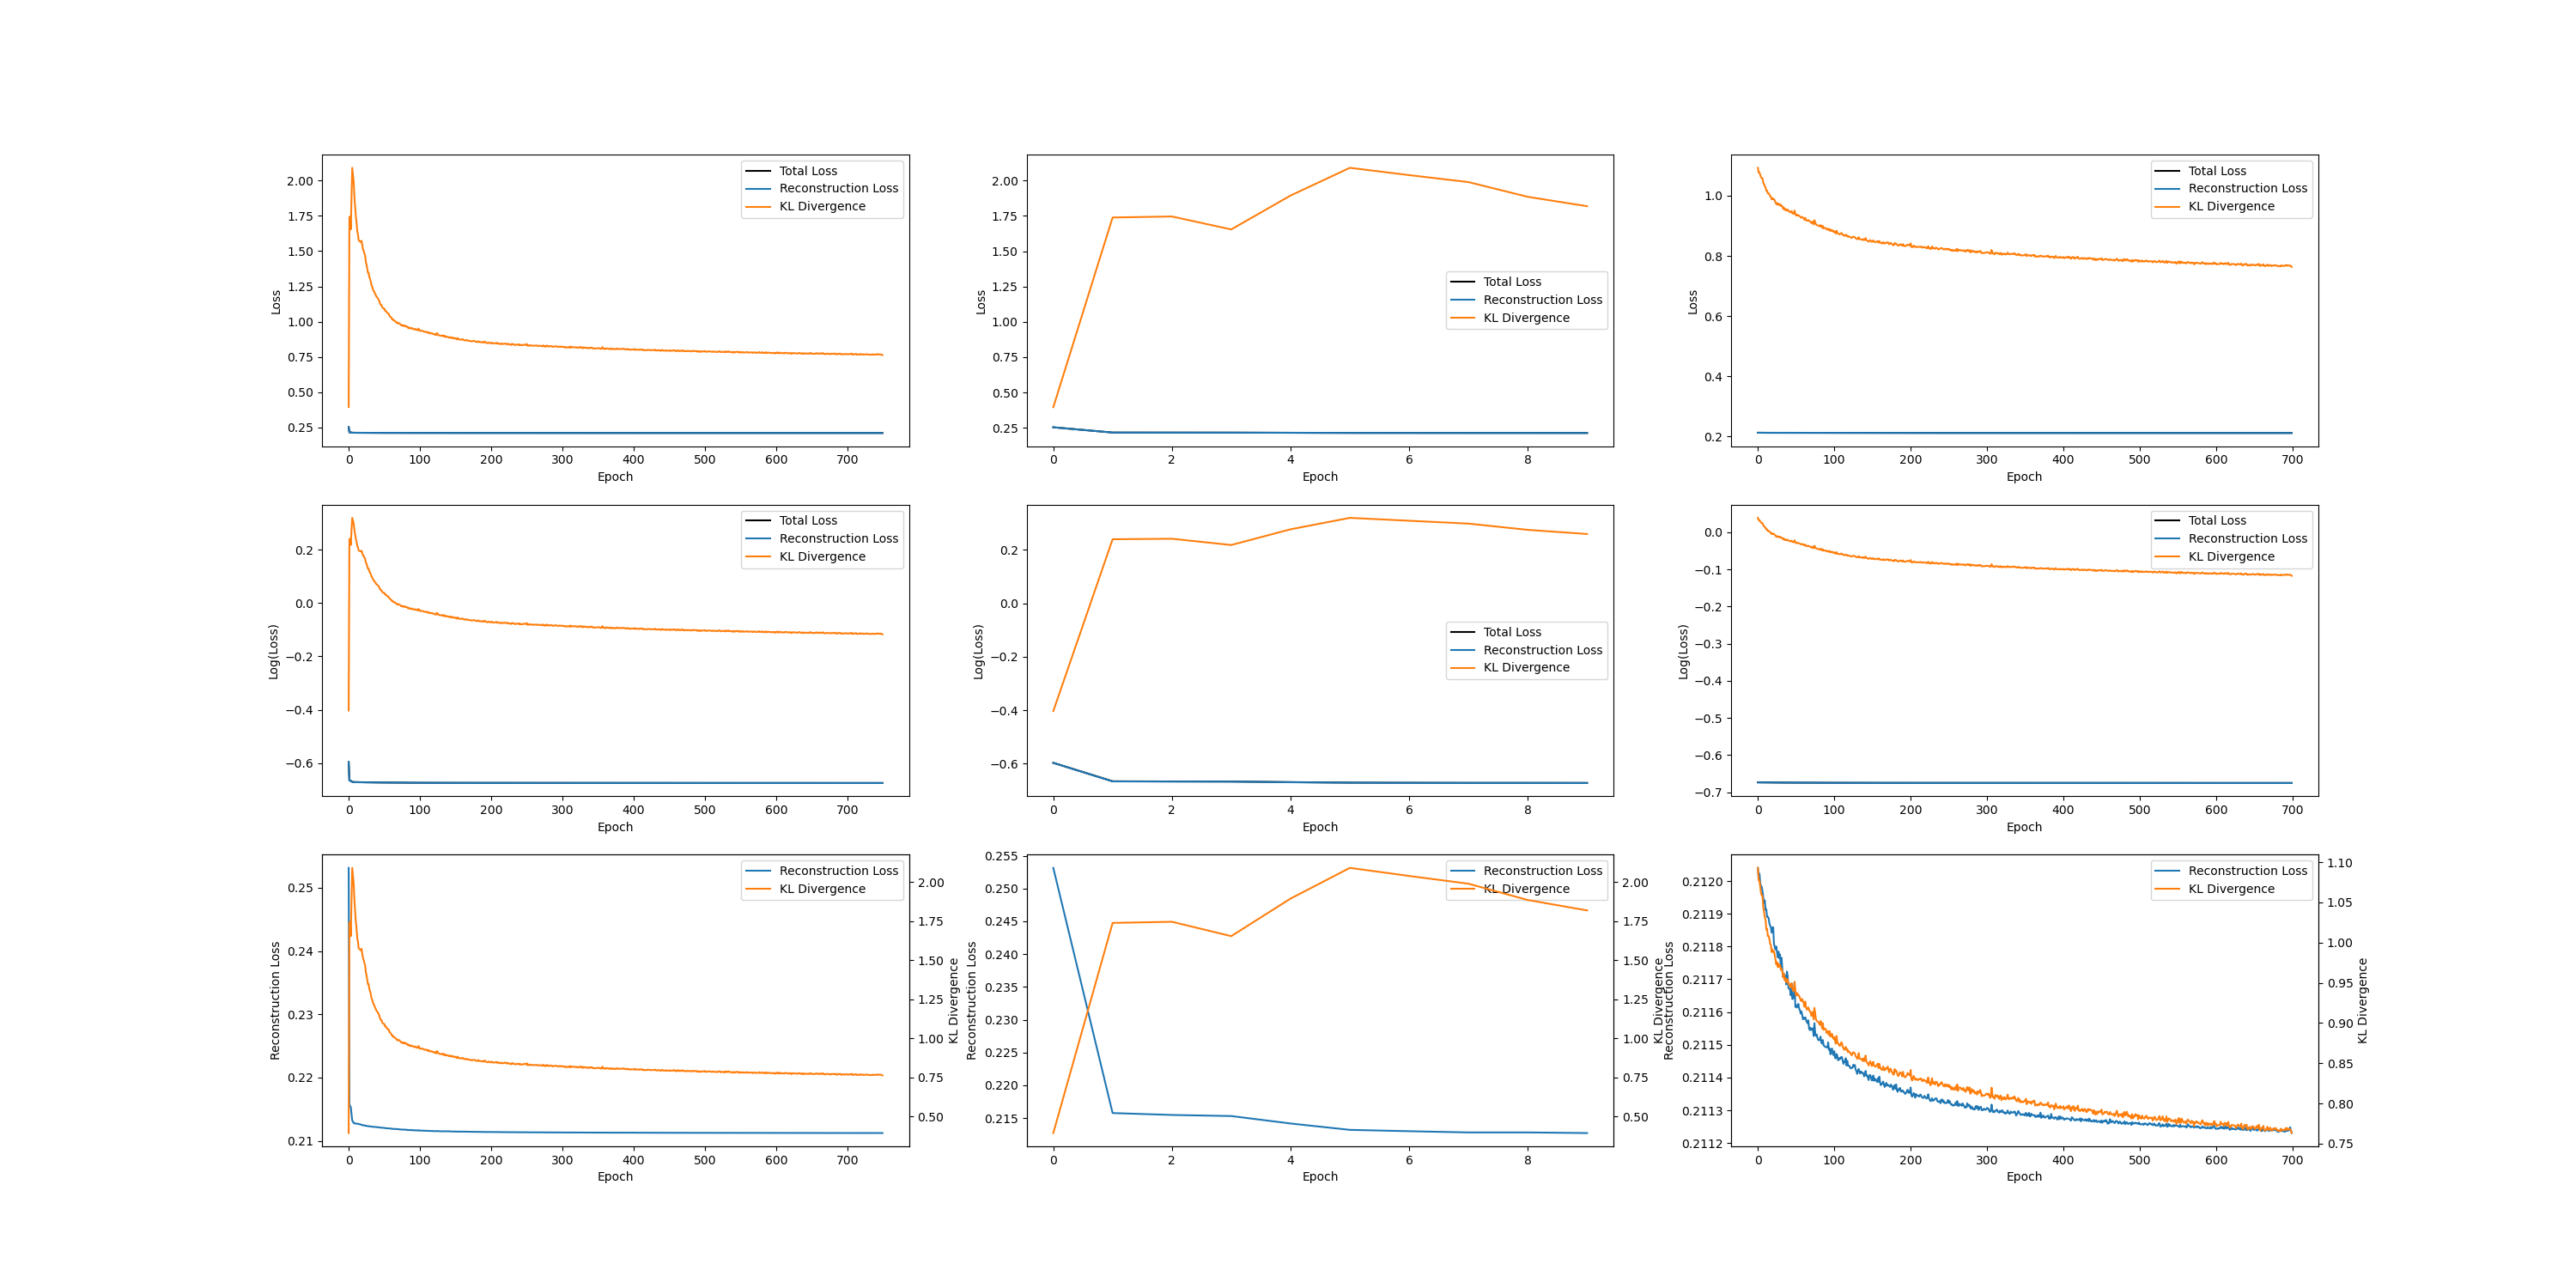 Total Loss
Reconstruction Loss
KL Divergence
2.00
1.75
1.50
1.25
1.00
0.75
0.50
0.25
Loss
0 100 200 300 400 500 600 700
Epoch
Total Loss
Reconstruction Loss
KL Divergence
2.00
1.75
1.50
1.25
1.00
0.75
0.50
0.25
Loss
0 2 4 6 8
Epoch
Total Loss
Reconstruction Loss
KL Divergence
1.0
0.8
0.6
0.4
0.2
Loss
0 100 200 300 400 500 600 700
Epoch
Total Loss
Reconstruction Loss
KL Divergence
0.2
0.0
−0.2
−0.4
−0.6
Log(Loss)
0 100 200 300 400 500 600 700
Epoch
Total Loss
Reconstruction Loss
KL Divergence
0.2
0.0
−0.2
−0.4
−0.6
Log(Loss)
0 2 4 6 8
Epoch
Total Loss
Reconstruction Loss
KL Divergence
0.0
−0.1
−0.2
−0.3
−0.4
−0.5
−0.6
−0.7
Log(Loss)
0 100 200 300 400 500 600 700
Epoch
Reconstruction Loss
KL Divergence
0.25
0.24
0.23
0.22
0.21
Reconstruction Loss
2.00
1.75
1.50
1.25
1.00
0.75
0.50
KL Divergence
0 100 200 300 400 500 600 700
Epoch
Reconstruction Loss
KL Divergence
0.255
0.250
0.245
0.240
0.235
0.230
0.225
0.220
0.215
Reconstruction Loss
2.00
1.75
1.50
1.25
1.00
0.75
0.50
KL Divergence
0 2 4 6 8
Epoch
Reconstruction Loss
KL Divergence
0.2120
0.2119
0.2118
0.2117
0.2116
0.2115
0.2114
0.2113
0.2112
Reconstruction Loss
1.10
1.05
1.00
0.95
0.90
0.85
0.80
0.75
KL Divergence
0 100 200 300 400 500 600 700
Epoch